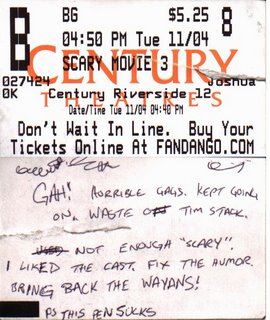 BG $5.25
B 8
04:50 PM Tue 11/04
SCARY MOVIE 3
CENTURY
027424 Joshua
OK Century Riverside 12
THEATRES
Date/Time Tue 11/04 04:40 PM
Don't Wait In Line. Buy Your
Tickets Online At FANDANGO.COM
GAH! HORRIBLE GAGS. KEPT GOING
ON. WASTE OF TIM STACK.
NOT ENOUGH "SCARY".
I LIKED THE CAST. FIX THE HUMOR.
BRING BACK THE WAYANS!
PS THIS PEN SUCKS